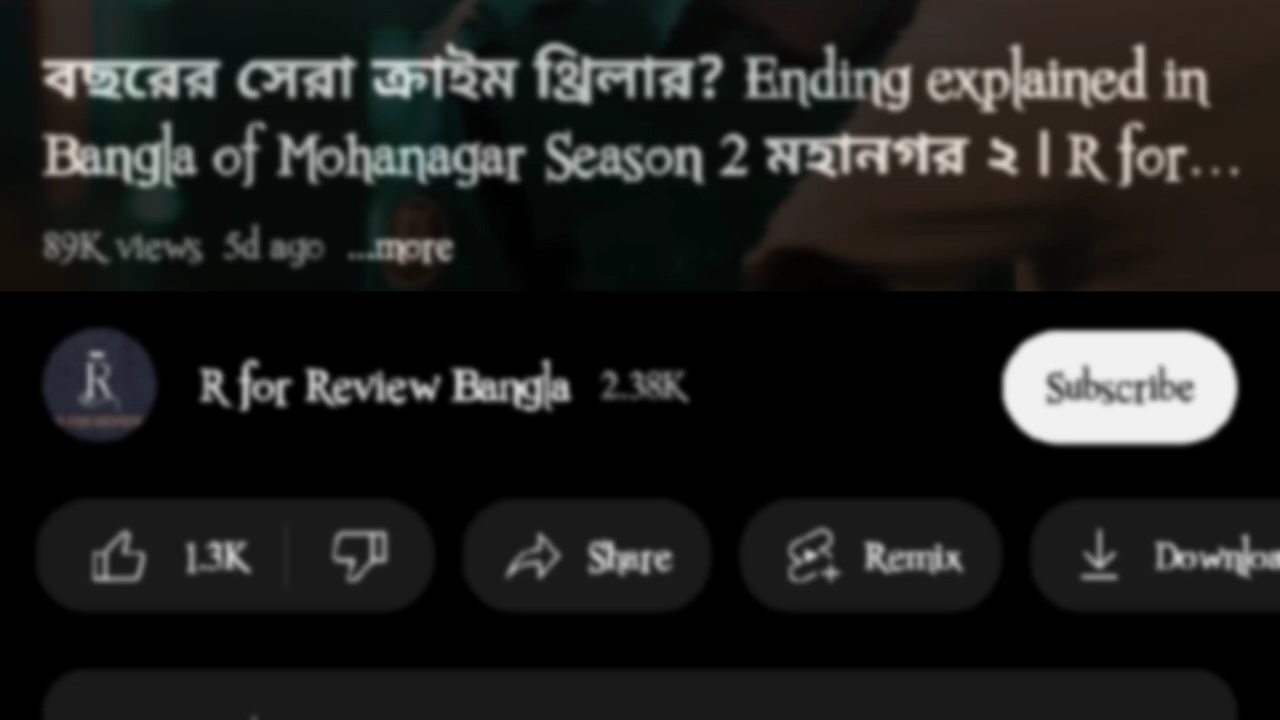 বছরের সেরা ক্রাইম থ্রিলার? Ending explained in
Bangla of Mohanagar Season 2 মহানগর ২ | R for...
89K views 5d ago ...more
R for Review Bangla 2.38K
Subscribe
1.3K
Share
Remix
Downloa